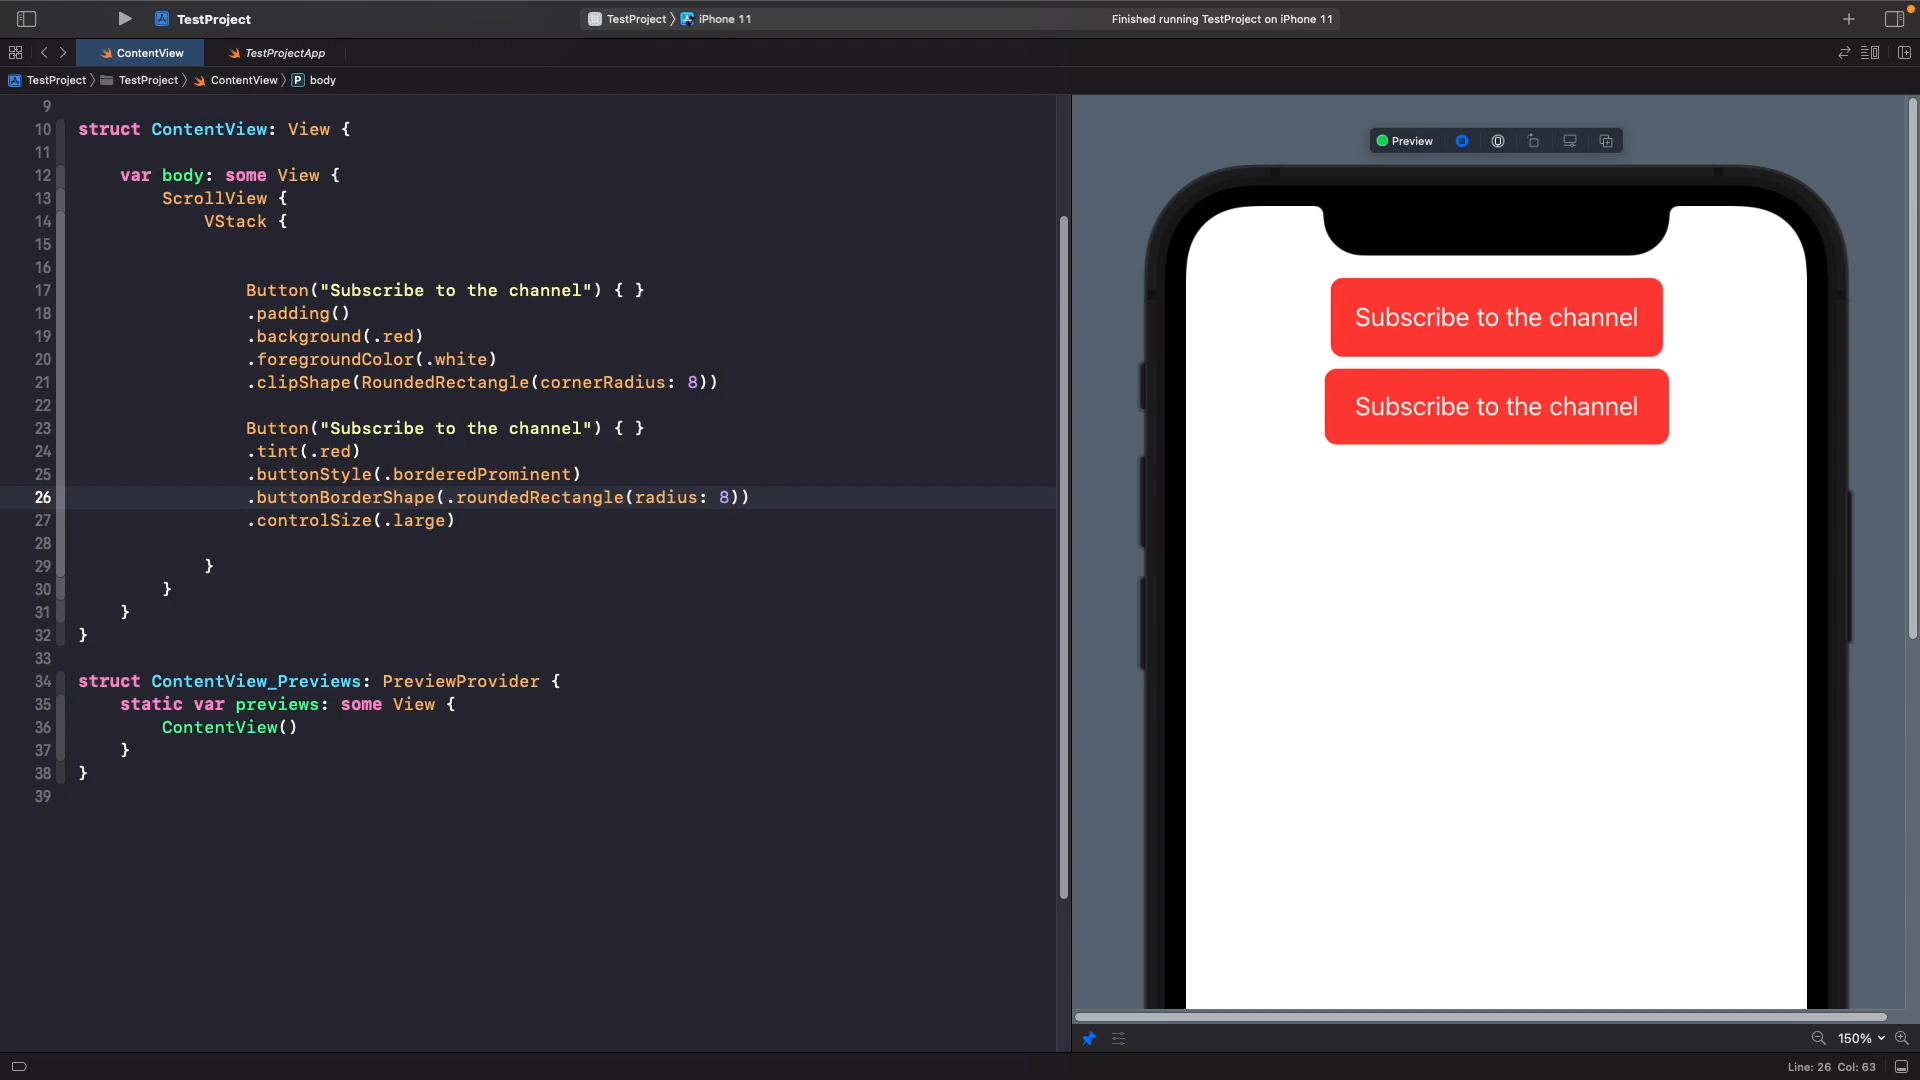 TestProject
TestProject 〉 iPhone 11
Finished running TestProject on iPhone 11
ContentView
TestProjectApp
TestProject 〉 TestProject 〉 ContentView 〉 P body
9
10 struct ContentView: View {
11
12 var body: some View {
13 ScrollView {
14 VStack {
15
16
17 Button("Subscribe to the channel") { }
18 .padding()
19 .background(.red)
20 .foregroundColor(.white)
21 .clipShape(RoundedRectangle(cornerRadius: 8))
22
23 Button("Subscribe to the channel") { }
24 .tint(.red)
25 .buttonStyle(.borderedProminent)
26 .buttonBorderShape(.roundedRectangle(radius: 8))
27 .controlSize(.large)
28
29 }
30 }
31 }
32 }
33
34 struct ContentView_Previews: PreviewProvider {
35 static var previews: some View {
36 ContentView()
37 }
38 }
39
Preview
Subscribe to the channel
Subscribe to the channel
150%
Line: 26 Col: 63